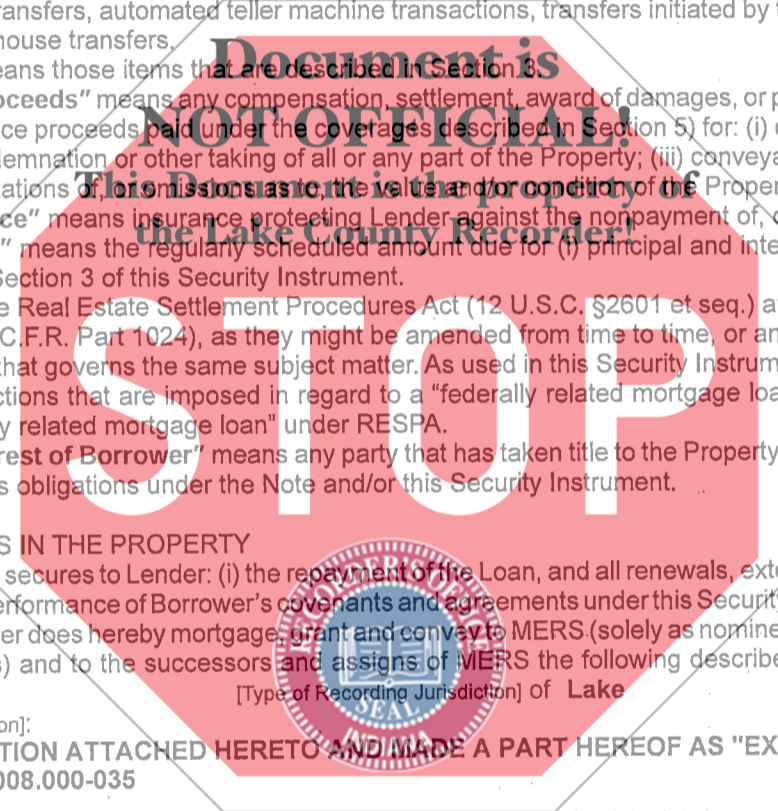 ansfers, automated teller machine transactions, transfers initiated by
house transfers.
Document is
eans those items that are described in Section 3.
oceeds” means any compensation, settlement, award of damages, or p
NOT OFFICIAL!
ce proceeds paid under the coverages described in Section 5) for: (i)
emnation or other taking of all or any part of the Property; (iii) conveya
tations of, or omissions as to, the value and/or condition of the Proper
This Document is the property of
ce” means insurance protecting Lender against the nonpayment of,
the Lake County Recorder!
” means the regularly scheduled amount due for (i) principal and inte
Section 3 of this Security Instrument.
e Real Estate Settlement Procedures Act (12 U.S.C. §2601 et seq.) a
C.F.R. Part 1024), as they might be amended from time to time, or an
that governs the same subject matter. As used in this Security Instrum
ctions that are imposed in regard to a “federally related mortgage loa
y related mortgage loan” under RESPA.
STOP
rest of Borrower” means any party that has taken title to the Property
s obligations under the Note and/or this Security Instrument.
S IN THE PROPERTY
secures to Lender: (i) the repayment of the Loan, and all renewals, exte
erformance of Borrower’s covenants and agreements under this Securit
er does hereby mortgage, grant and convey to MERS (solely as nomine
s) and to the successors and assigns of MERS the following describe
[Type of Recording Jurisdiction] of Lake
RECORDER'S OFFICE
SEAL
INDIANA
on]:
TION ATTACHED HERETO AND MADE A PART HEREOF AS "EX
008.000-035